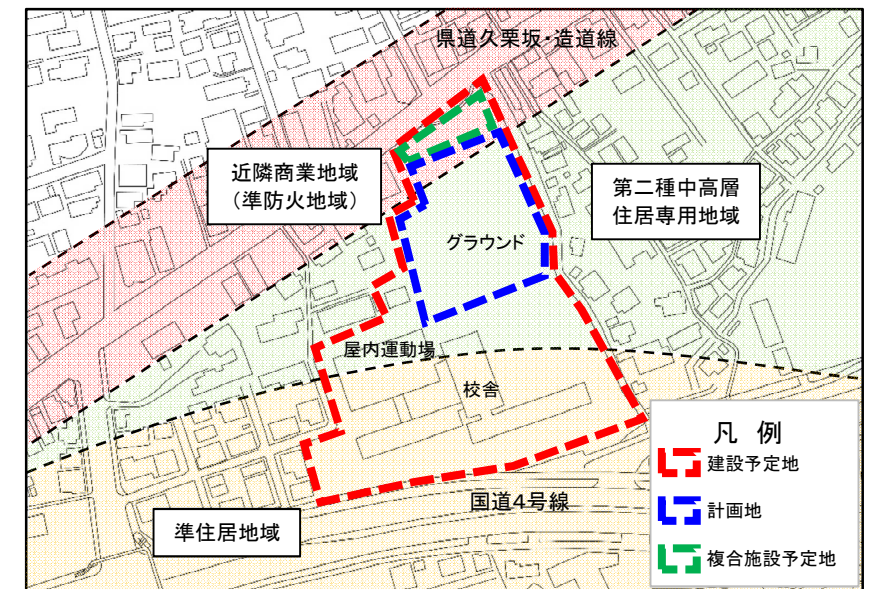 県道久栗坂・造道線
近隣商業地域
（準防火地域）
第二種中高層
住居専用地域
グラウンド
屋内運動場
校舎
国道4号線
準住居地域
凡 例
建設予定地
計画地
複合施設予定地